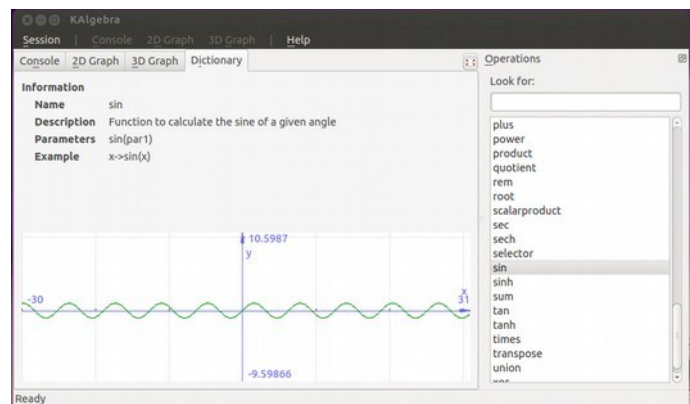 KAlgebra
Session | Console 2D Graph 3D Graph | Help
Console 2D Graph 3D Graph Dictionary
Information
Name sin
Description Function to calculate the sine of a given angle
Parameters sin(par1)
Example x->sin(x)
10.5987
y
-30
x
31
-9.59866
Operations
Look for:
plus
power
product
quotient
rem
root
scalarproduct
sec
sech
selector
sin
sinh
sum
tan
tanh
times
transpose
union
Ready